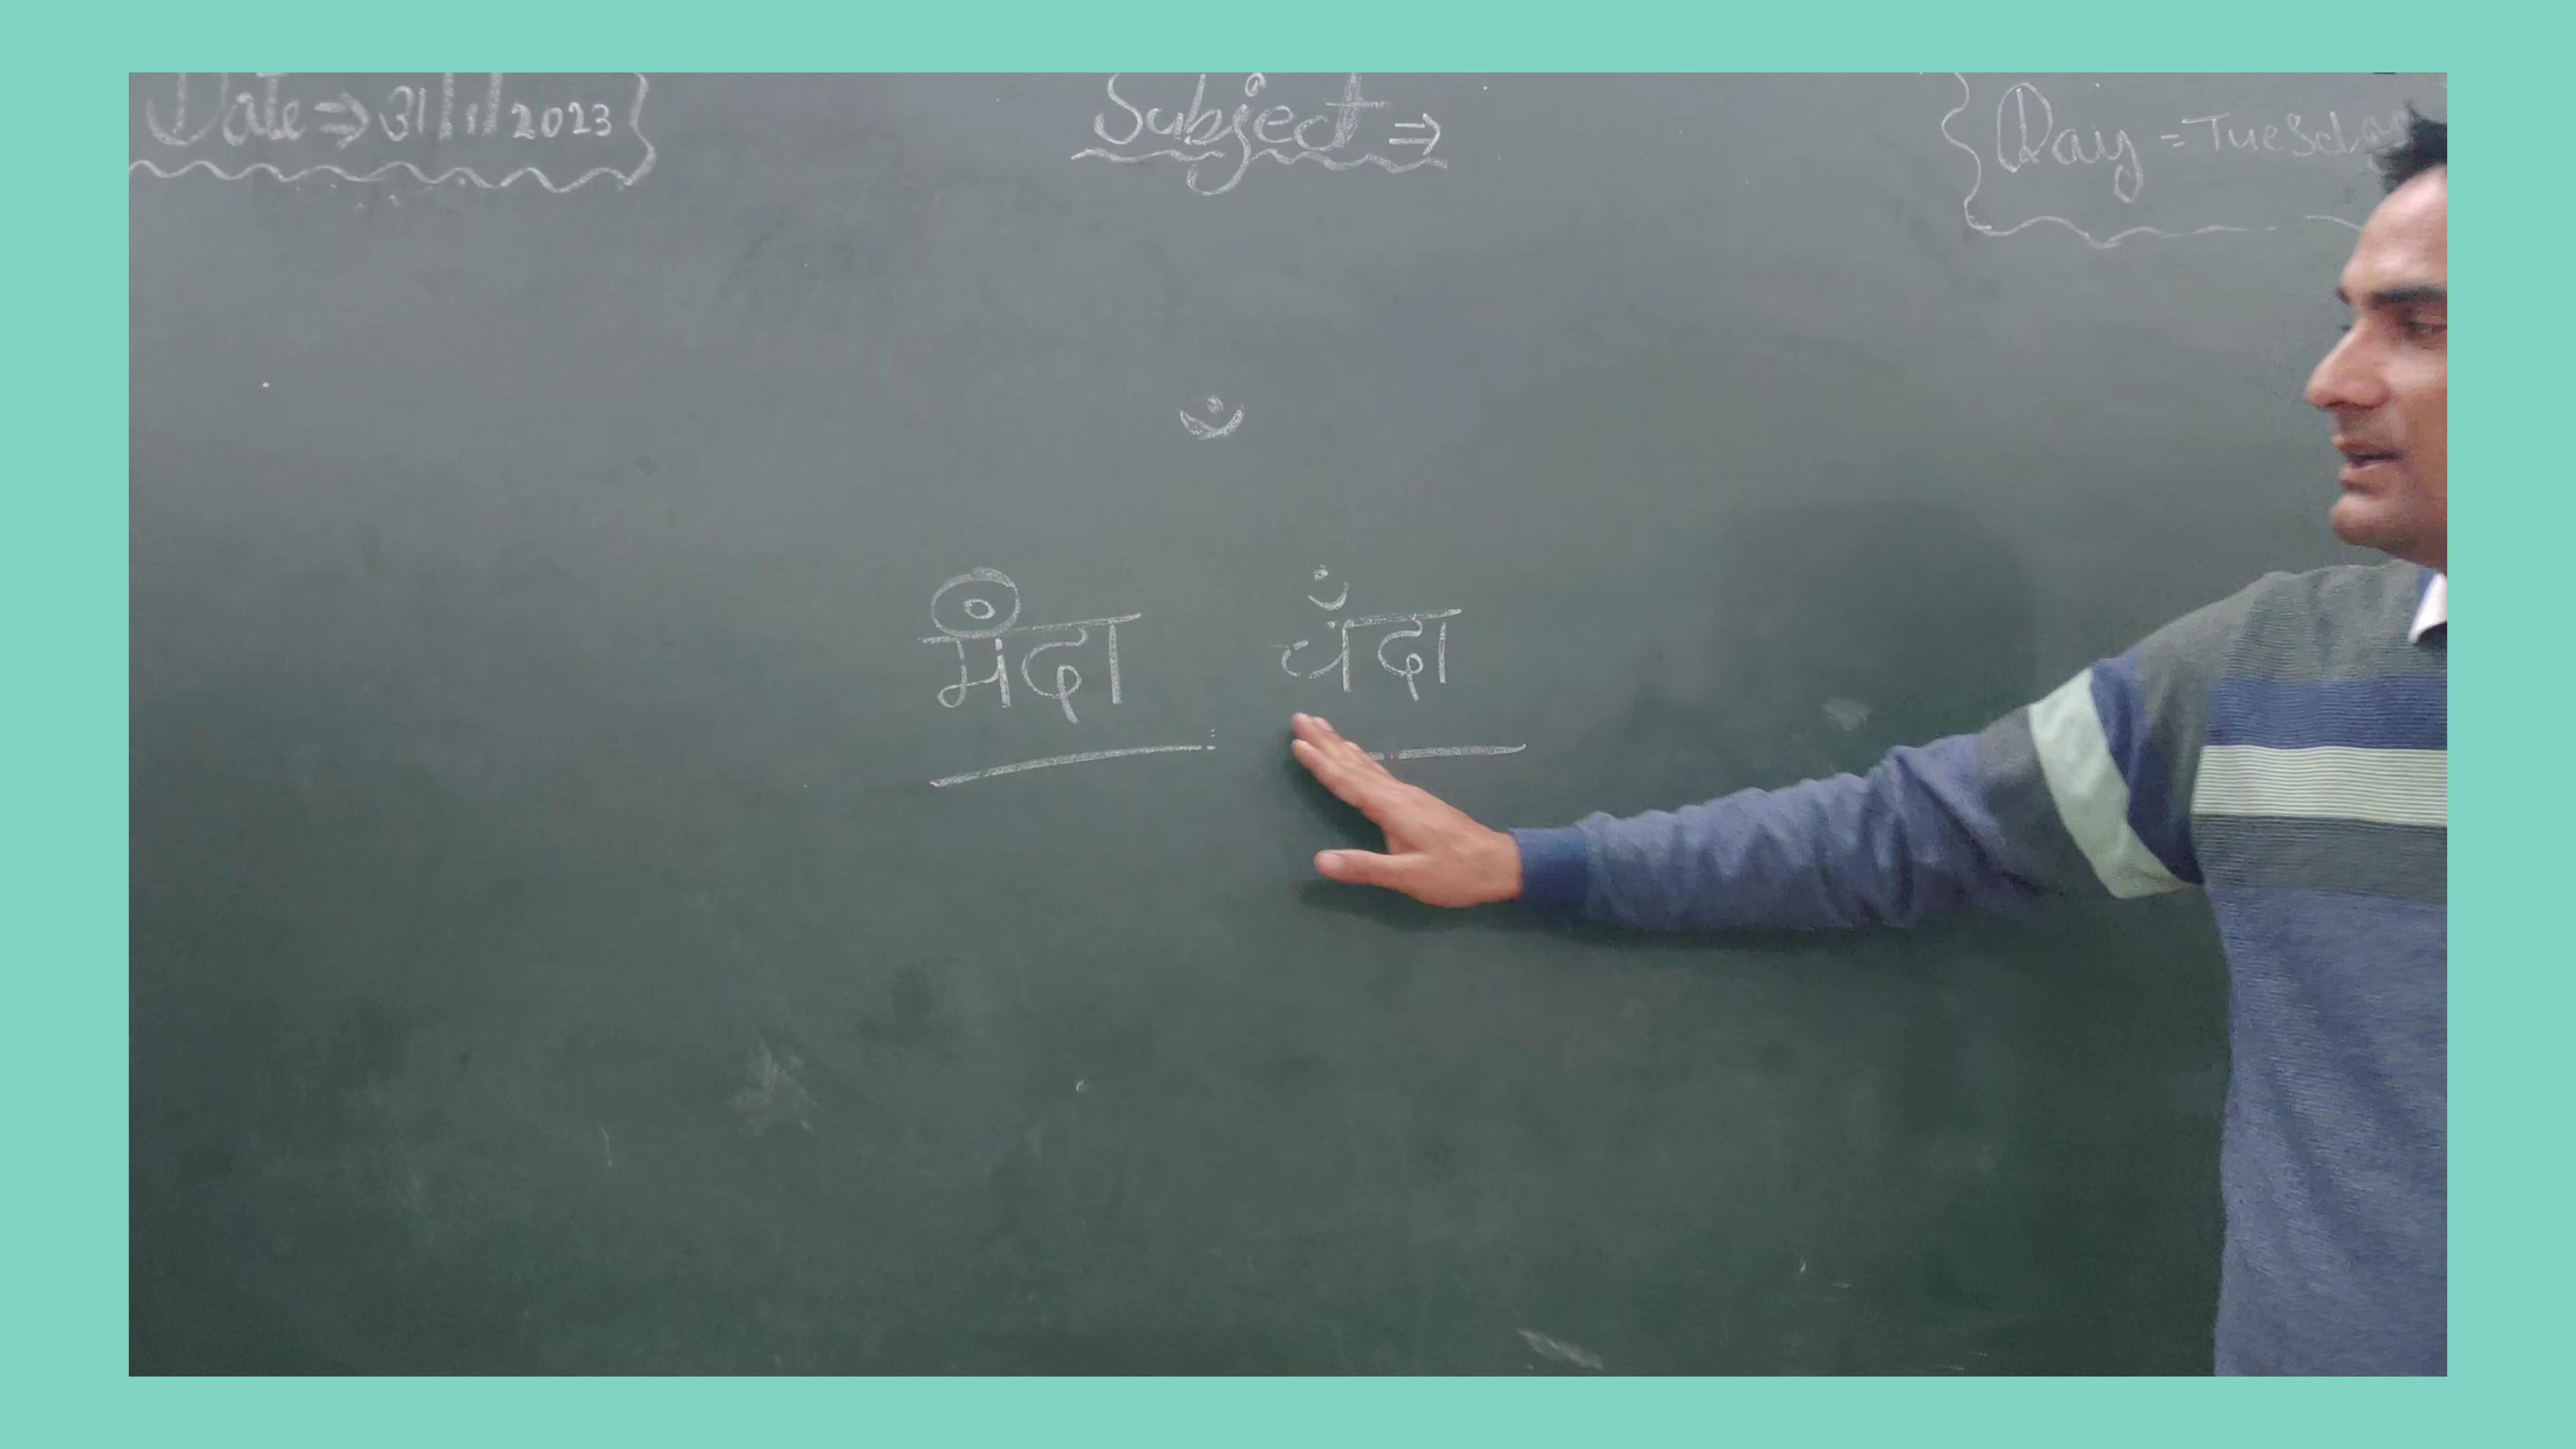 Date ⇒ 31/1/2023
Subject ⇒
Day = Tuesday
ँ
मंदा चँदा